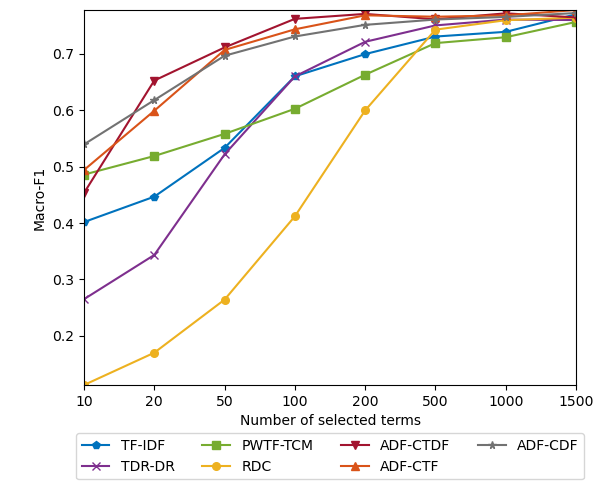 0.7
0.6
0.5
0.4
0.3
0.2
Macro-F1
10 20 50 100 200 500 1000 1500
Number of selected terms
TF-IDF PWTF-TCM ADF-CTDF ADF-CDF
TDR-DR RDC ADF-CTF